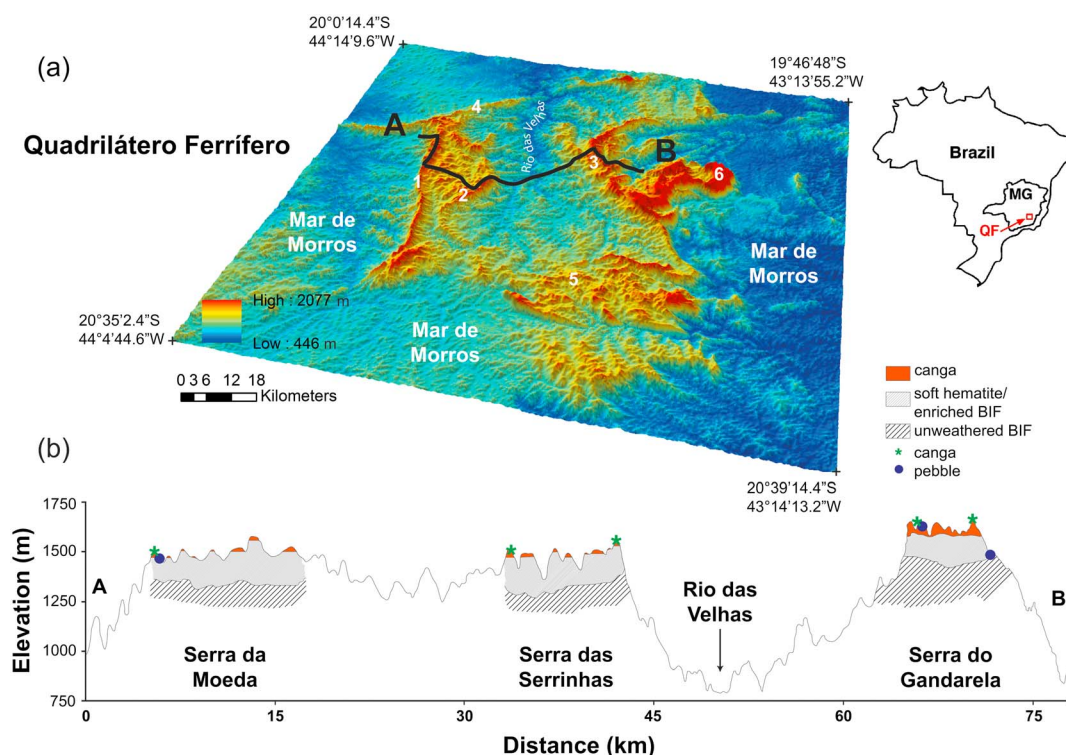 (a)
20°0'14.4"S
44°14'9.6"W
19°46'48"S
43°13'55.2"W
Quadrilátero Ferrífero
A
4
Rio das Velhas
B
3
6
1
2
Mar de
Morros
Mar de
Morros
5
Mar de
Morros
High : 2077 m
Low : 446 m
20°35'2.4"S
44°4'44.6"W
0 3 6 12 18
Kilometers
20°39'14.4"S
43°14'13.2"W
Brazil
MG
QF
canga
soft hematite/
enriched BIF
unweathered BIF
* canga
pebble
(b)
Elevation (m)
1750
1500
1250
1000
750
A
B
Serra da
Moeda
Serra das
Serrinhas
Rio das
Velhas
Serra do
Gandarela
0 15 30 45 60 75
Distance (km)